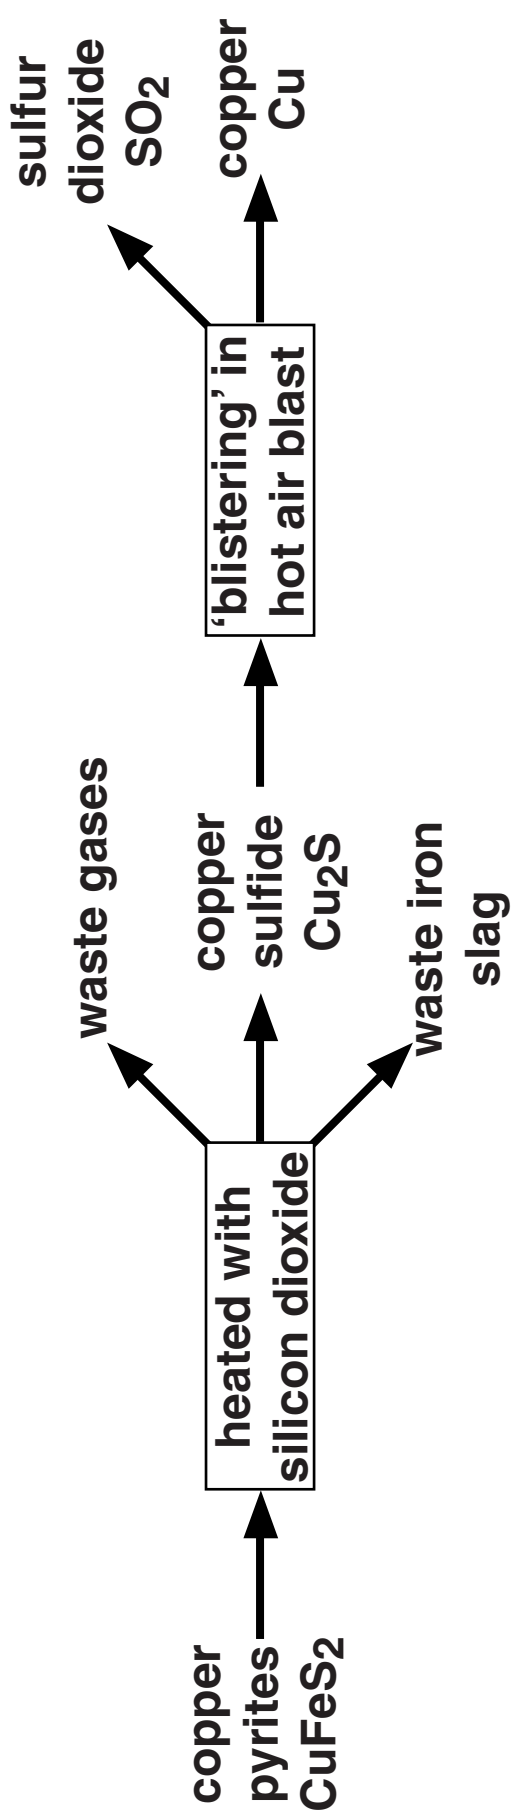 copper
pyrites
CuFeS₂
heated with
silicon dioxide
waste gases
copper
sulfide
Cu₂S
waste iron
slag
‘blistering’ in
hot air blast
sulfur
dioxide
SO₂
copper
Cu